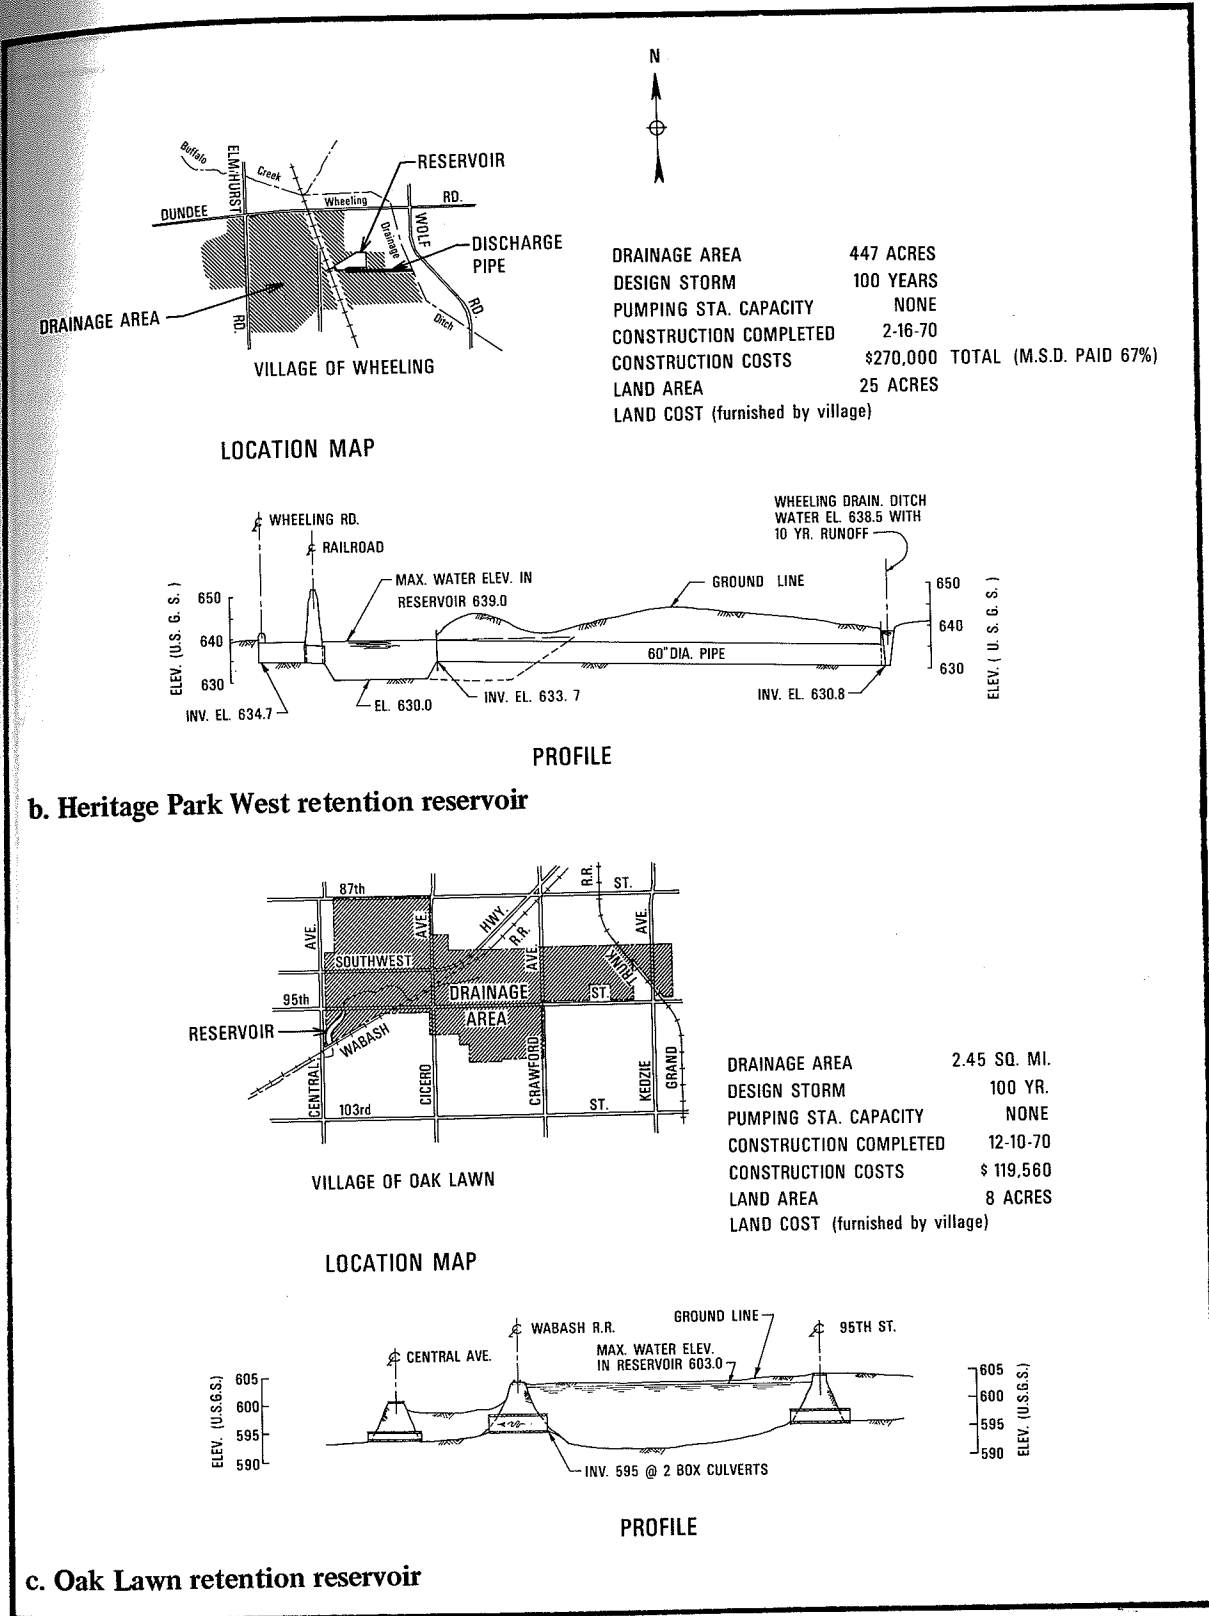 N
Buffalo
ELMHURST
Creek
RESERVOIR
DUNDEE
Wheeling
RD.
Drainage
WOLF
DISCHARGE
PIPE
DRAINAGE AREA
RD.
Ditch
RD.
VILLAGE OF WHEELING
LOCATION MAP
DRAINAGE AREA 447 ACRES
DESIGN STORM 100 YEARS
PUMPING STA. CAPACITY NONE
CONSTRUCTION COMPLETED 2-16-70
CONSTRUCTION COSTS $270,000 TOTAL (M.S.D. PAID 67%)
LAND AREA 25 ACRES
LAND COST (furnished by village)
℄ WHEELING RD.
℄ RAILROAD
MAX. WATER ELEV. IN
RESERVOIR 639.0
GROUND LINE
WHEELING DRAIN. DITCH
WATER EL. 638.5 WITH
10 YR. RUNOFF
ELEV. (U.S. G. S. )
650
640
630
60" DIA. PIPE
650
640
630
ELEV. ( U. S. G. S. )
INV. EL. 634.7
EL. 630.0
INV. EL. 633. 7
INV. EL. 630.8
PROFILE
b. Heritage Park West retention reservoir
87th
ST.
R.R.
AVE.
AVE.
HWY.
R.R.
AVE.
AVE.
SOUTHWEST
TRUNK
95th
DRAINAGE
ST.
AREA
RESERVOIR
WABASH
CENTRAL
CICERO
CRAWFORD
KEDZIE
GRAND
103rd
ST.
VILLAGE OF OAK LAWN
LOCATION MAP
DRAINAGE AREA 2.45 SQ. MI.
DESIGN STORM 100 YR.
PUMPING STA. CAPACITY NONE
CONSTRUCTION COMPLETED 12-10-70
CONSTRUCTION COSTS $ 119,560
LAND AREA 8 ACRES
LAND COST (furnished by village)
℄ CENTRAL AVE.
℄ WABASH R.R.
GROUND LINE
MAX. WATER ELEV.
IN RESERVOIR 603.0
℄ 95TH ST.
ELEV. (U.S.G.S.)
605
600
595
590
605
600
595
590
ELEV. (U.S.G.S.)
INV. 595 @ 2 BOX CULVERTS
PROFILE
c. Oak Lawn retention reservoir